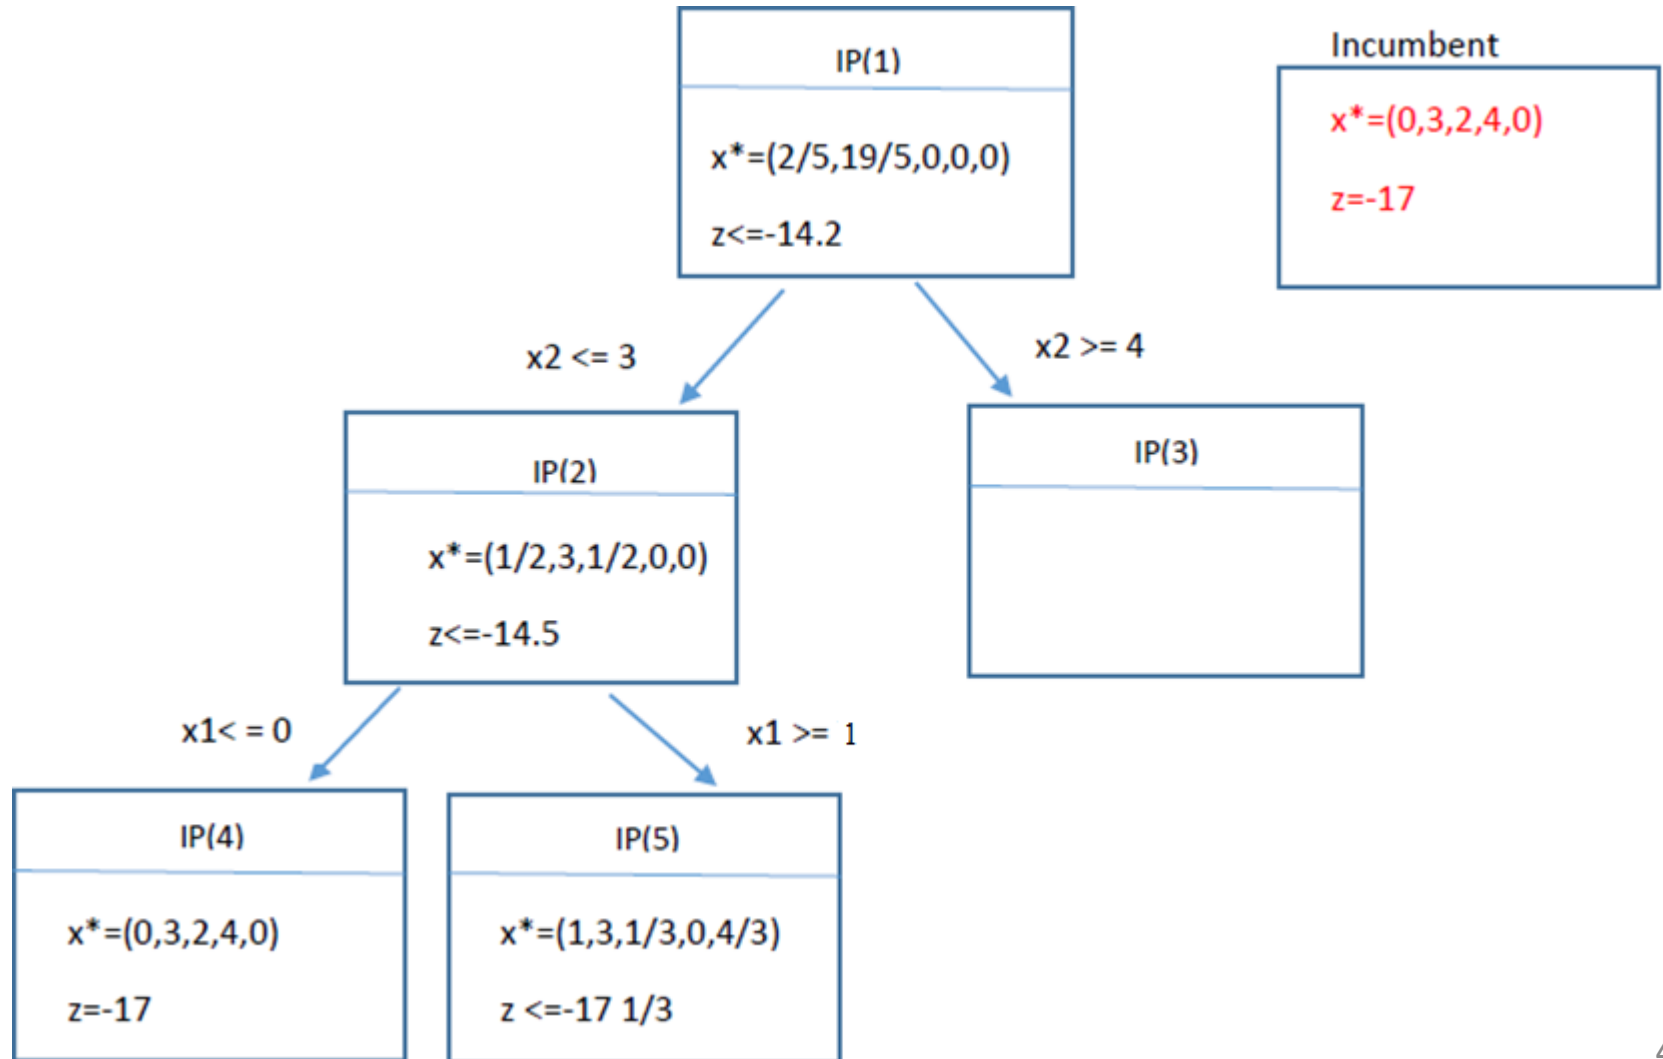 IP(1)
x*=(2/5,19/5,0,0,0)
z<=-14.2
Incumbent
x*=(0,3,2,4,0)
z=-17
x2 <= 3
x2 >= 4
IP(2)
x*=(1/2,3,1/2,0,0)
z<=-14.5
IP(3)
x1< = 0
x1 >= 1
IP(4)
x*=(0,3,2,4,0)
z=-17
IP(5)
x*=(1,3,1/3,0,4/3)
z <=-17 1/3